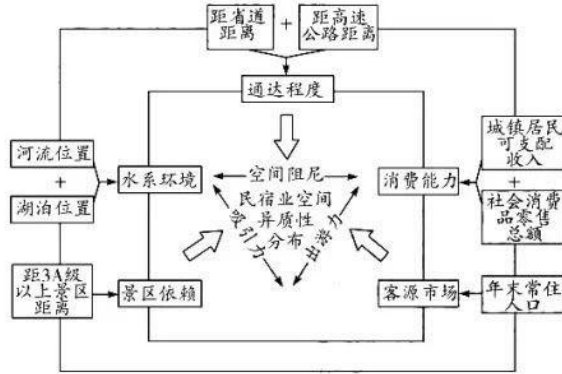 距省道
距离
+
距高速
公路距离
通达程度
河流位置
+
湖泊位置
水系环境
空间阻尼
民宿业空间
异质性
分布
吸引力
潜出力
消费能力
城镇居民
可支配
收入
+
社会消费
品零售
总额
距3A级
以上景区
距离
景区依赖
客源市场
年末常住
人口